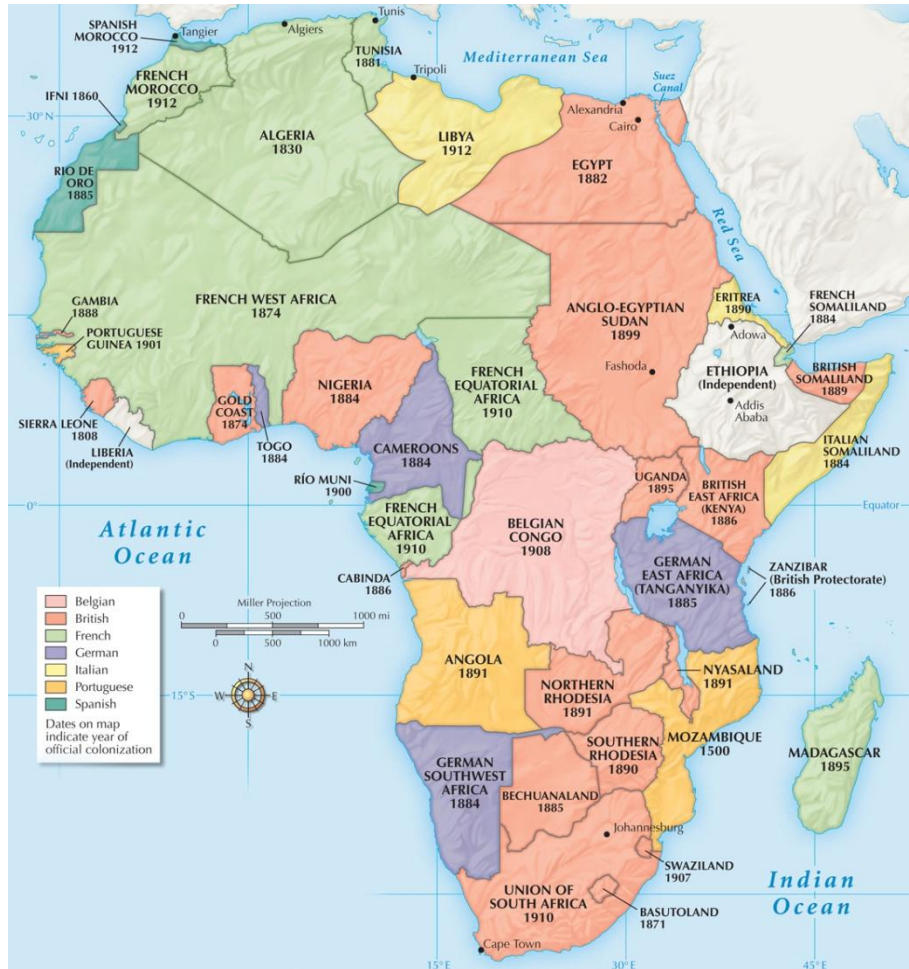 SPANISH
MOROCCO
1912
Tangier
Algiers
Tunis
TUNISIA
1881
Mediterranean Sea
FRENCH
MOROCCO
1912
Tripoli
Suez
Canal
IFNI 1860
Alexandria
Cairo
30°N
ALGERIA
1830
LIBYA
1912
EGYPT
1882
RIO DE
ORO
1885
Red Sea
FRENCH WEST AFRICA
1874
GAMBIA
1888
PORTUGUESE
GUINEA 1901
ANGLO-EGYPTIAN
SUDAN
1899
ERITREA
1890
FRENCH
SOMALILAND
1884
Adowa
Fashoda
ETHIOPIA
(Independent)
Addis
Ababa
BRITISH
SOMALILAND
1889
NIGERIA
1884
FRENCH
EQUATORIAL
AFRICA
1910
GOLD
COAST
1874
SIERRA LEONE
1808
LIBERIA
(Independent)
TOGO
1884
CAMEROONS
1884
ITALIAN
SOMALILAND
1884
RÍO MUNI
1900
UGANDA
1895
BRITISH
EAST AFRICA
(KENYA)
1886
0°
Equator
Atlantic
Ocean
FRENCH
EQUATORIAL
AFRICA
1910
BELGIAN
CONGO
1908
GERMAN
EAST AFRICA
(TANGANYIKA)
1885
ZANZIBAR
(British Protectorate)
1886
CABINDA
1886
Belgian
British
French
German
Italian
Portuguese
Spanish
Dates on map
indicate year of
official colonization
Miller Projection
0 500 1000 mi
0 500 1000 km
N
W E
S
15°S
ANGOLA
1891
NORTHERN
RHODESIA
1891
NYASALAND
1891
MOZAMBIQUE
1500
MADAGASCAR
1895
GERMAN
SOUTHWEST
AFRICA
1884
SOUTHERN
RHODESIA
1890
BECHUANALAND
1885
Johannesburg
SWAZILAND
1907
UNION OF
SOUTH AFRICA
1910
BASUTOLAND
1871
Indian
Ocean
Cape Town
15°E
30°E
45°E